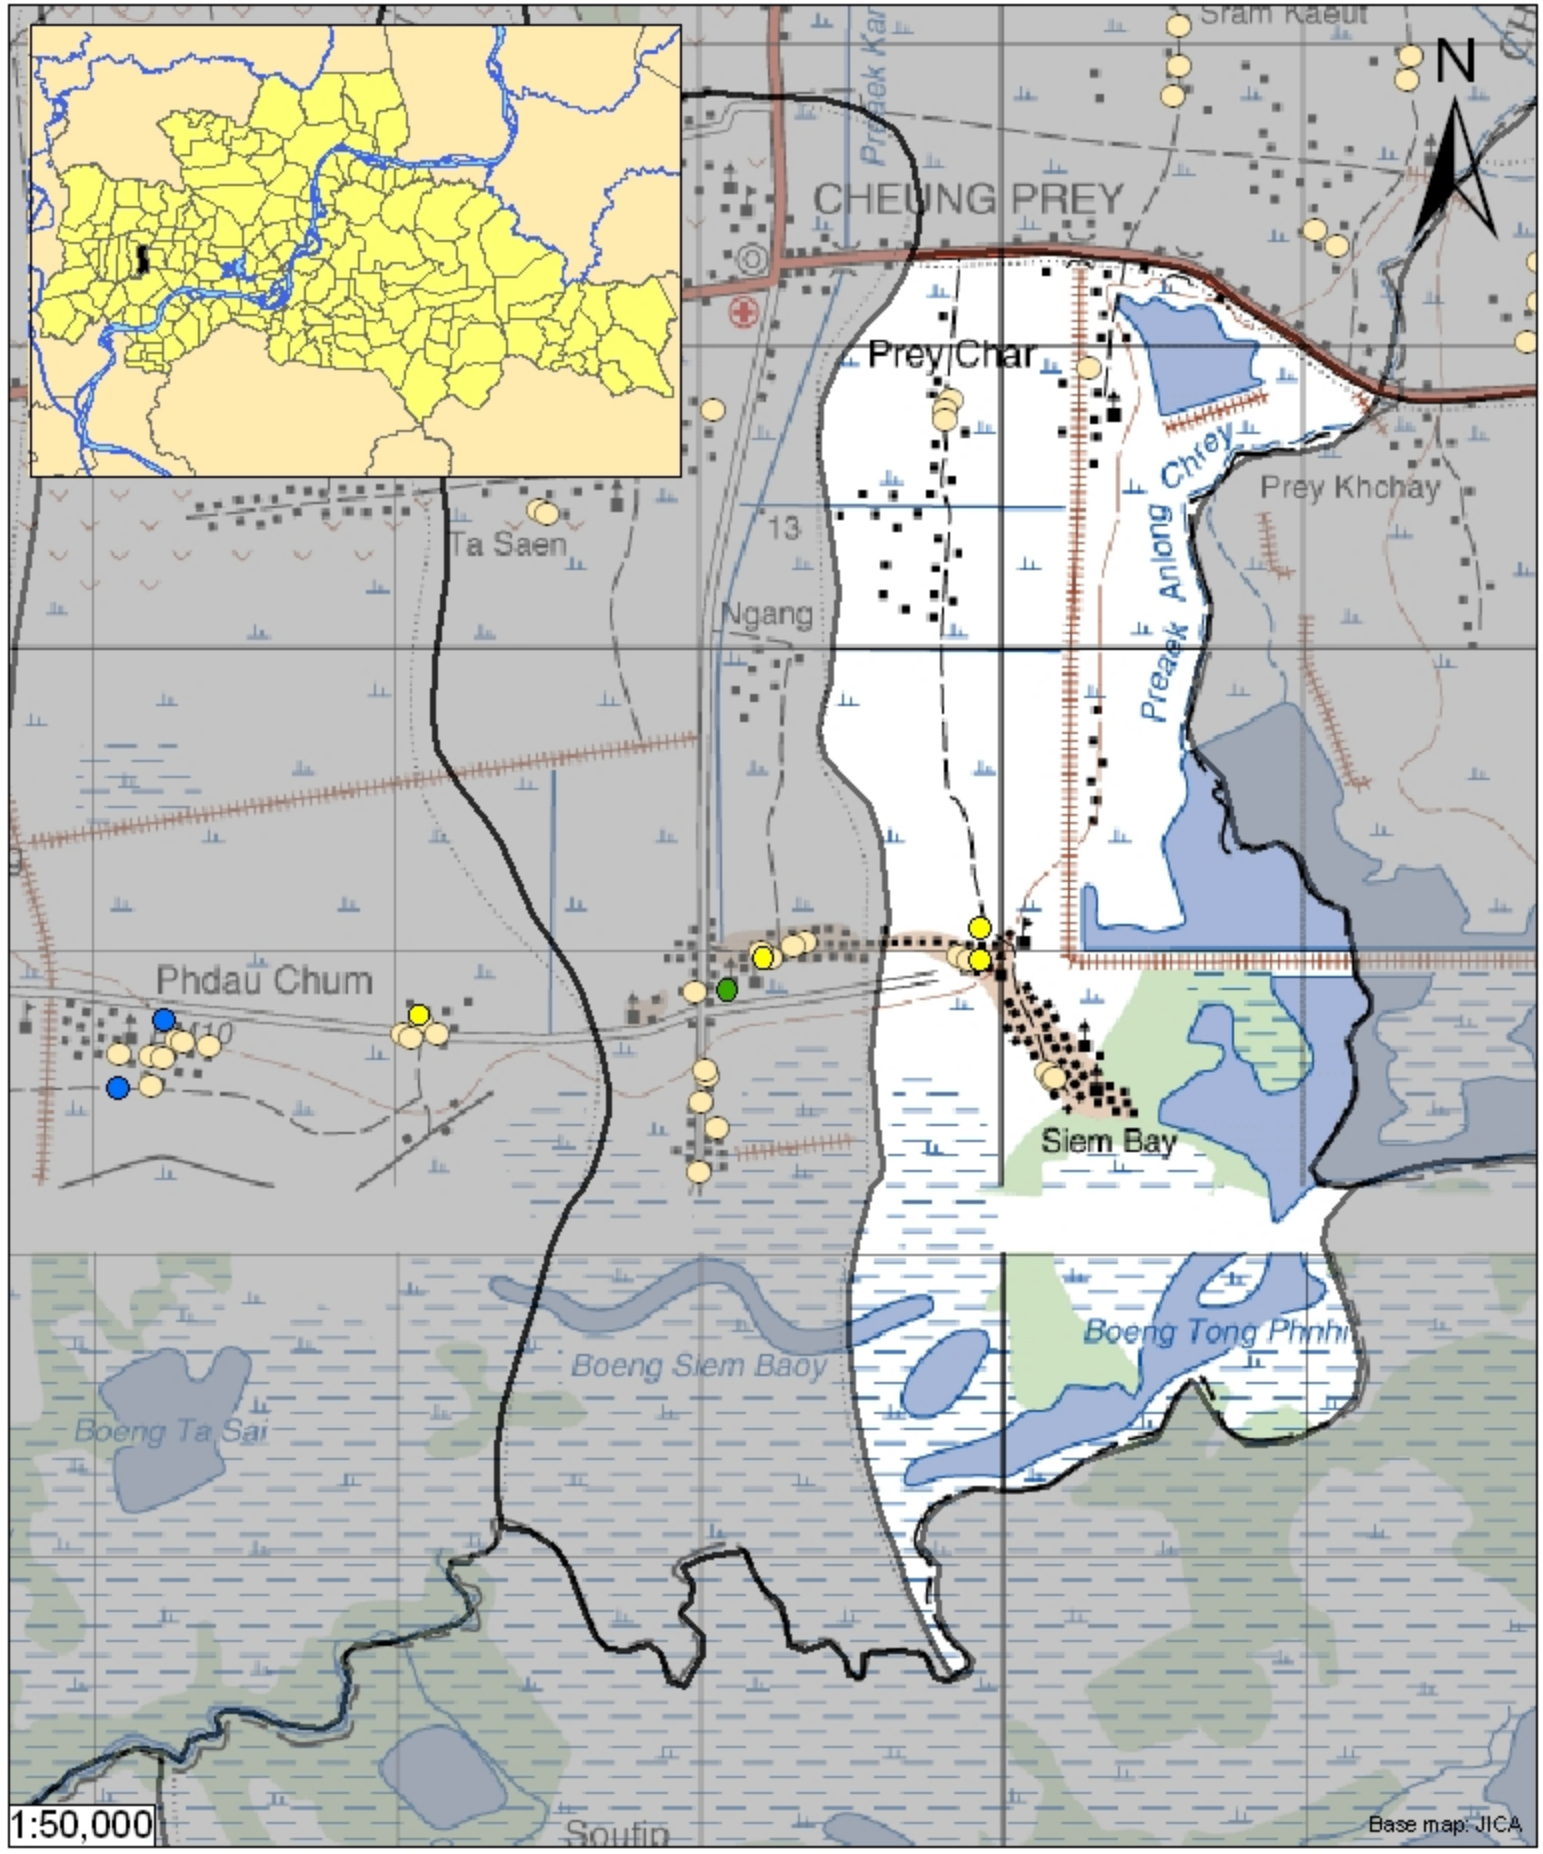 Sram Kaeut
N
Preaek Kar
CHEUNG PREY
Prey Char
Preaek Anlong Chrey
Prey Khchay
Ta Saen
13
Ngang
Phdau Chum
Siem Bay
Boeng Tong Phnhi
Boeng Siem Baoy
Boeng Ta Sai
1:50,000
Soutip
Base map: JICA